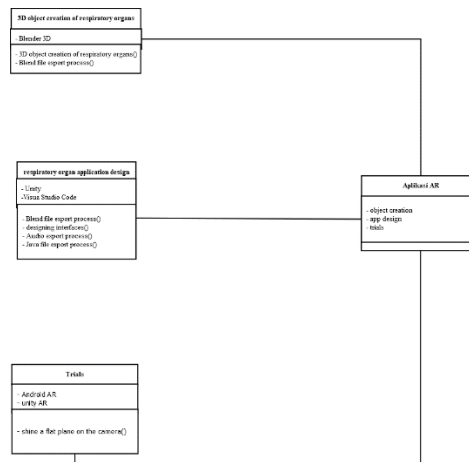 3D object creation of respiratory organs
- Blender 3D
- 3D object creation of respiratory organs()
- Blend file export process()
respiratory organ application design
- Unity
-Visus Studio Code
- Blend file export process()
- designing interfaces()
- Audio export process()
- Java file export process()
Aplikasi AR
- object creation
- app design
- trials
Trials
- Android AR
- unity AR
- shine a flat plane on the camera()